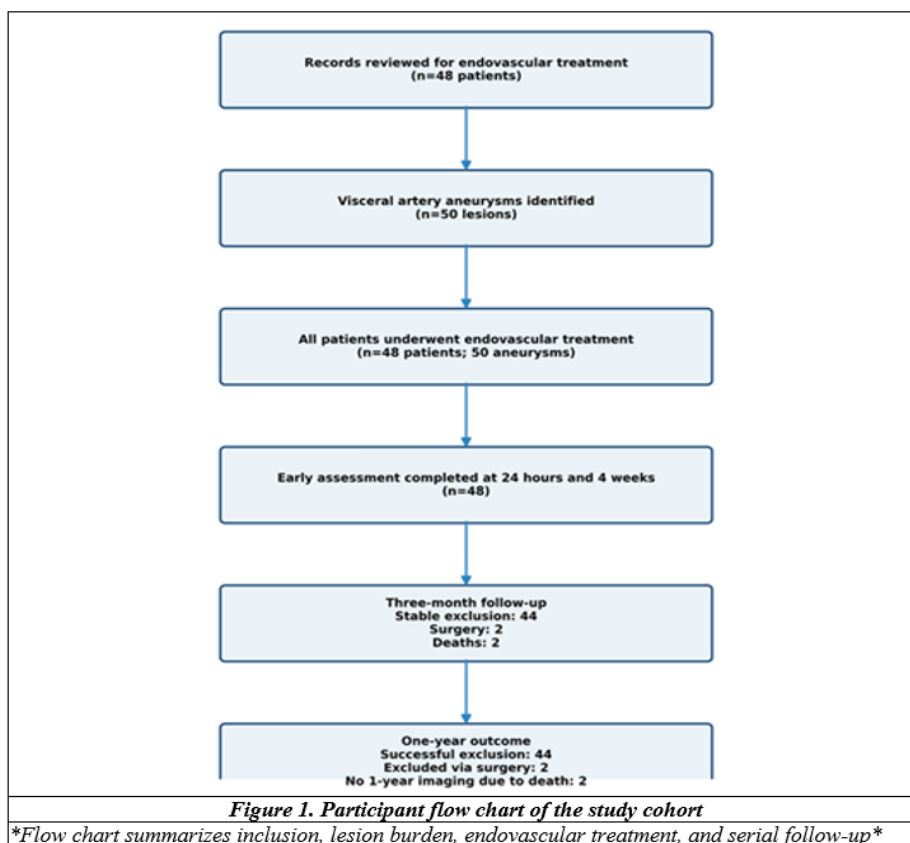 Records reviewed for endovascular treatment
(n=48 patients)
Visceral artery aneurysms identified
(n=50 lesions)
All patients underwent endovascular treatment
(n=48 patients; 50 aneurysms)
Early assessment completed at 24 hours and 4 weeks
(n=48)
Three-month follow-up
Stable exclusion: 44
Surgery: 2
Deaths: 2
One-year outcome
Successful exclusion: 44
Excluded via surgery: 2
No 1-year imaging due to death: 2
Figure 1. Participant flow chart of the study cohort
*Flow chart summarizes inclusion, lesion burden, endovascular treatment, and serial follow-up*